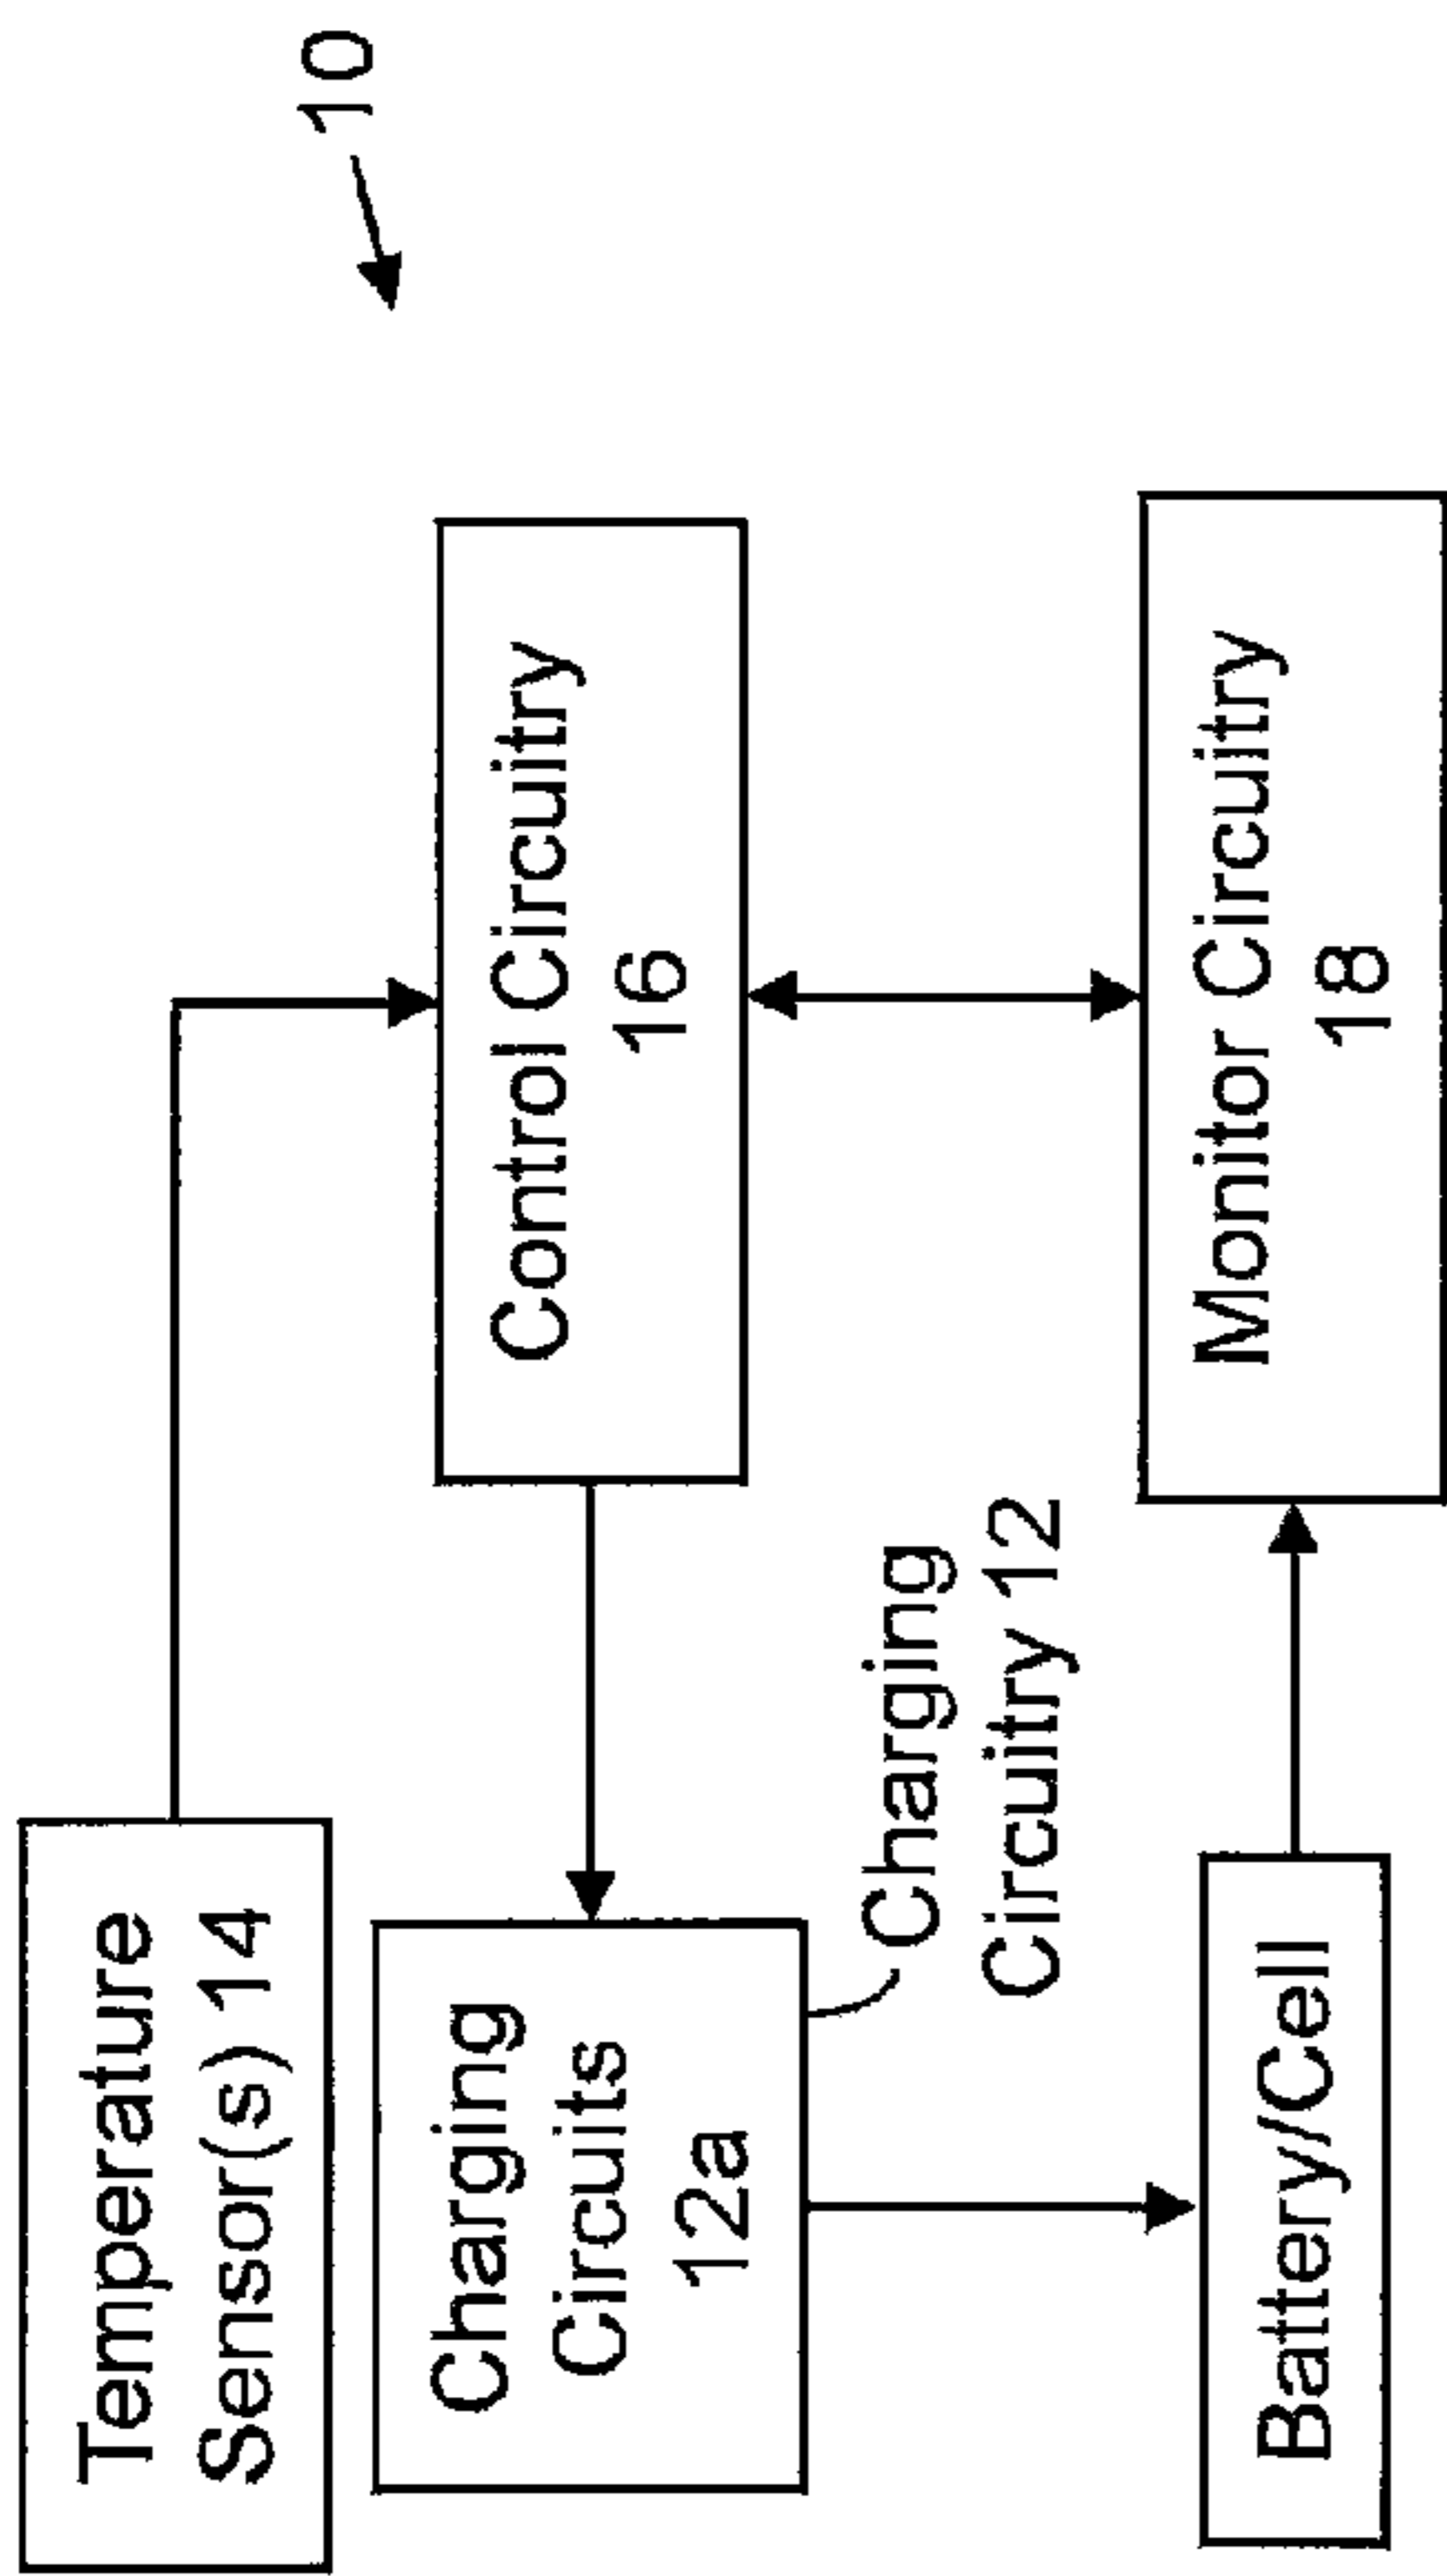 10
Temperature
Sensor(s) 14
Control Circuitry
16
Charging
Circuits
12a
Charging
Circuitry 12
Monitor Circuitry
18
Battery/Cell